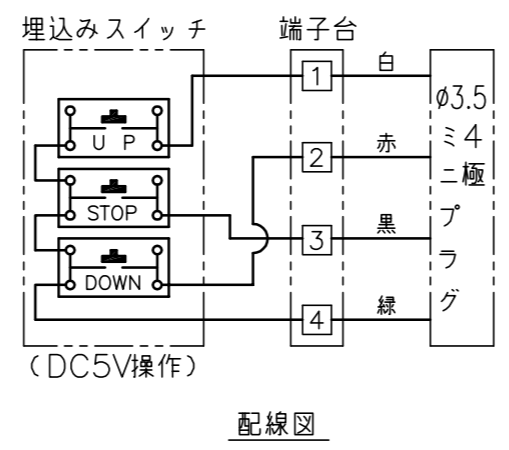 埋込みスイッチ
端子台
UP
STOP
DOWN
1
2
3
4
白
赤
黒
緑
φ3.5
ミニプラグ
4極
(DC5V操作)
配線図